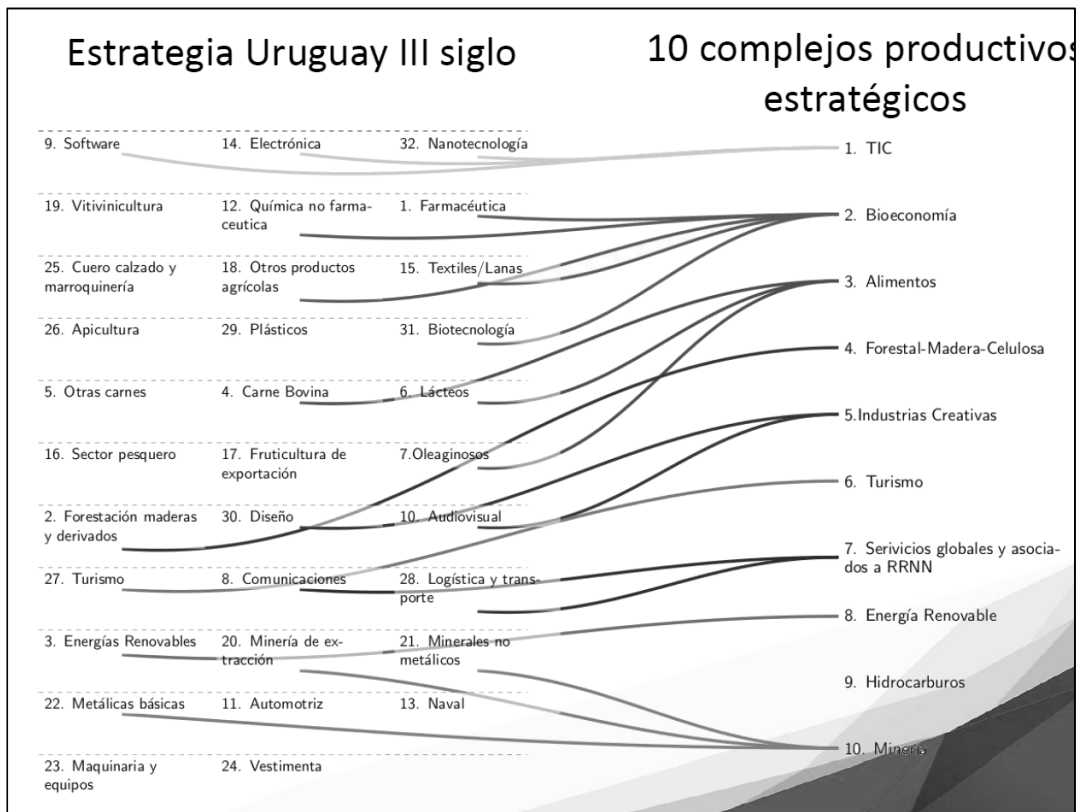 Estrategia Uruguay III siglo
10 complejos productivos
estratégicos
9. Software
14. Electrónica
32. Nanotecnología
19. Vitivinicultura
12. Química no farma-
ceutica
1. Farmacéutica
25. Cuero calzado y
marroquinería
18. Otros productos
agrícolas
15. Textiles/Lanas
26. Apicultura
29. Plásticos
31. Biotecnología
5. Otras carnes
4. Carne Bovina
6. Lácteos
16. Sector pesquero
17. Fruticultura de
exportación
7.Oleaginosos
2. Forestación maderas
y derivados
30. Diseño
10. Audiovisual
27. Turismo
8. Comunicaciones
28. Logística y trans-
porte
3. Energías Renovables
20. Minería de ex-
tracción
21. Minerales no
metálicos
22. Metálicas básicas
11. Automotriz
13. Naval
23. Maquinaria y
equipos
24. Vestimenta
1. TIC
2. Bioeconomía
3. Alimentos
4. Forestal-Madera-Celulosa
5.Industrias Creativas
6. Turismo
7. Serivicios globales y asocia-
dos a RRNN
8. Energía Renovable
9. Hidrocarburos
10. Minería